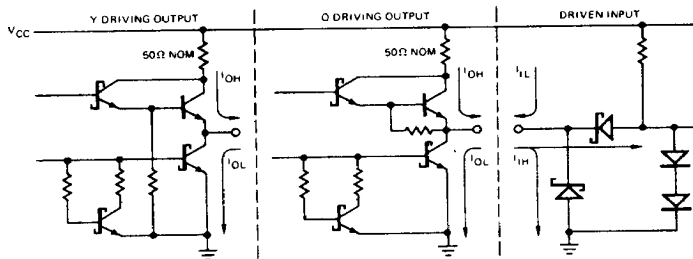 Y DRIVING OUTPUT
O DRIVING OUTPUT
DRIVEN INPUT
VCC
50Ω NOM
50Ω NOM
IOH
IOH
IIL
IOL
IOL
IIH